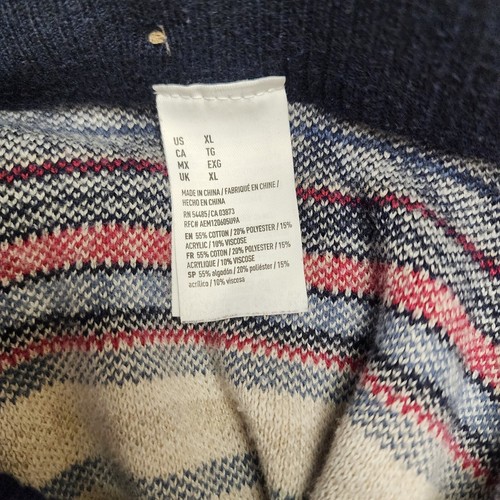 US XL
CA TG
MX EXG
UK XL
MADE IN CHINA / FABRIQUÉ EN CHINE /
HECHO EN CHINA
RN 54485 / CA 03873
RFC# AEM1206050U9A
EN 55% COTTON / 20% POLYESTER / 15%
ACRYLIC / 10% VISCOSE
FR 55% COTON / 20% POLYESTER / 15%
ACRYLIQUE / 10% VISCOSE
SP 55% algodón / 20% poliéster / 15%
acrílico / 10% viscosa